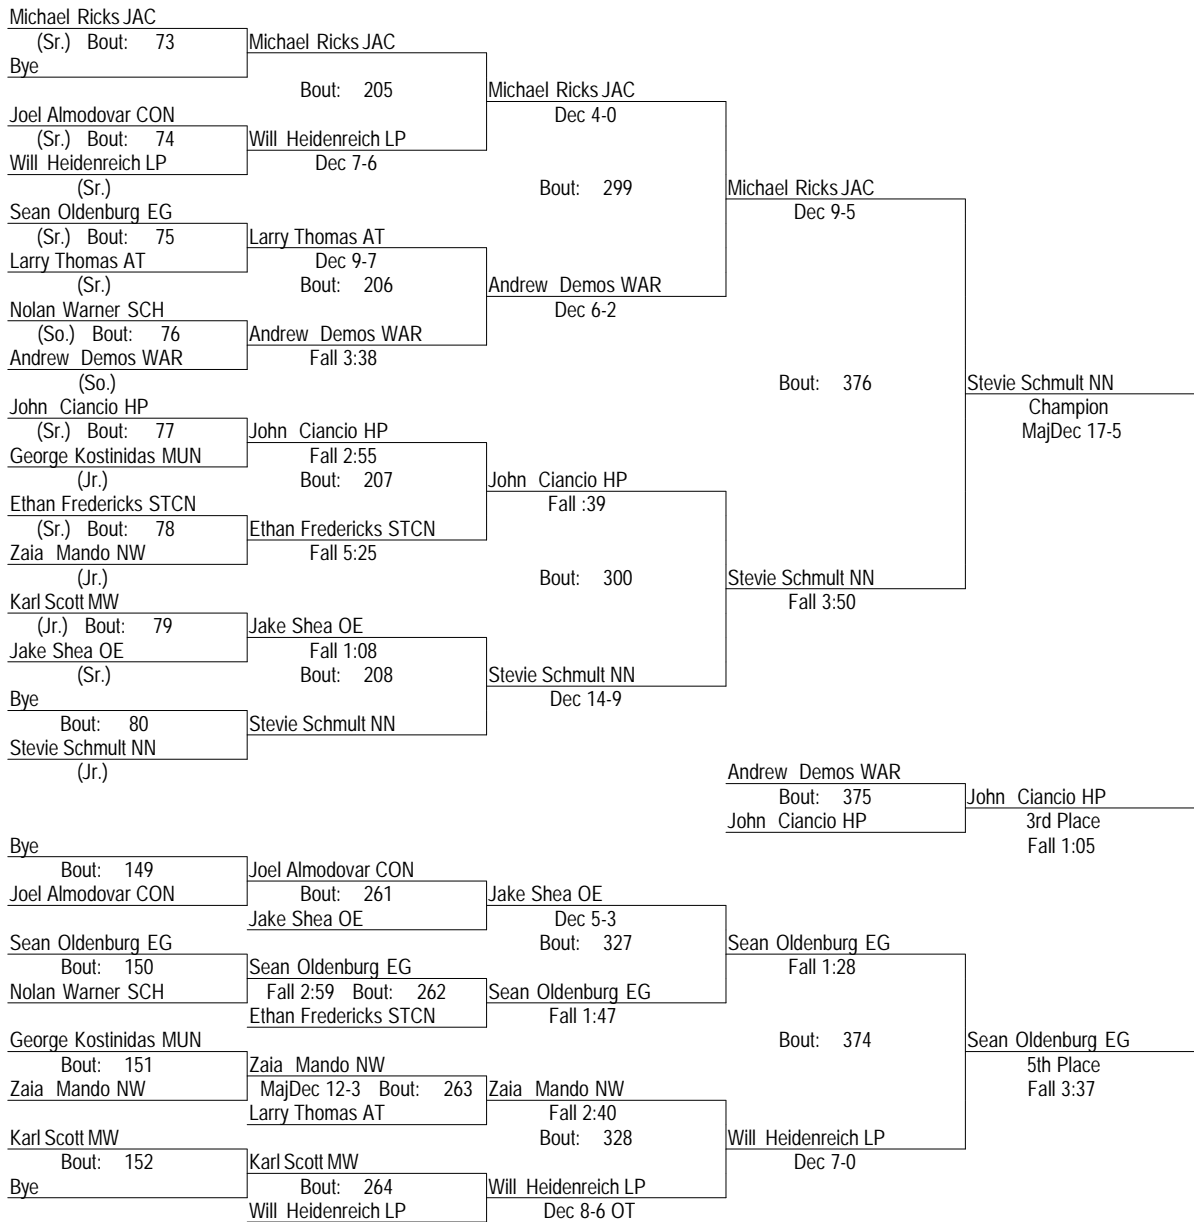 Michael Ricks JAC
(Sr.) Bout: 73 Michael Ricks JAC
Bye
Bout: 205 Michael Ricks JAC
Joel Almodovar CON Dec 4-0
(Sr.) Bout: 74 Will Heidenreich LP
Will Heidenreich LP Dec 7-6
(Sr.) Bout: 299 Michael Ricks JAC
Sean Oldenburg EG Dec 9-5
(Sr.) Bout: 75 Larry Thomas AT
Larry Thomas AT Dec 9-7
(Sr.) Bout: 206 Andrew Demos WAR
Nolan Warner SCH Dec 6-2
(So.) Bout: 76 Andrew Demos WAR
Andrew Demos WAR Fall 3:38
(So.) Bout: 376 Stevie Schmult NN
John Ciancio HP Champion
(Sr.) Bout: 77 John Ciancio HP MajDec 17-5
George Kostinidas MUN Fall 2:55
(Jr.) Bout: 207 John Ciancio HP
Ethan Fredericks STCN Fall :39
(Sr.) Bout: 78 Ethan Fredericks STCN
Zaia Mando NW Fall 5:25
(Jr.) Bout: 300 Stevie Schmult NN
Karl Scott MW Fall 3:50
(Jr.) Bout: 79 Jake Shea OE
Jake Shea OE Fall 1:08
(Sr.) Bout: 208 Stevie Schmult NN
Bye Dec 14-9
Bout: 80 Stevie Schmult NN
Stevie Schmult NN
(Jr.) Andrew Demos WAR
Bout: 375 John Ciancio HP
John Ciancio HP 3rd Place
Bye Fall 1:05
Bout: 149 Joel Almodovar CON
Joel Almodovar CON Bout: 261 Jake Shea OE
Jake Shea OE Dec 5-3
Sean Oldenburg EG Bout: 327 Sean Oldenburg EG
Bout: 150 Sean Oldenburg EG Fall 1:28
Nolan Warner SCH Fall 2:59 Bout: 262 Sean Oldenburg EG
Ethan Fredericks STCN Fall 1:47
George Kostinidas MUN Bout: 374 Sean Oldenburg EG
Bout: 151 Zaia Mando NW 5th Place
Zaia Mando NW MajDec 12-3 Bout: 263 Zaia Mando NW Fall 3:37
Larry Thomas AT Fall 2:40
Karl Scott MW Bout: 328 Will Heidenreich LP
Bout: 152 Karl Scott MW Dec 7-0
Bye Bout: 264 Will Heidenreich LP
Will Heidenreich LP Dec 8-6 OT